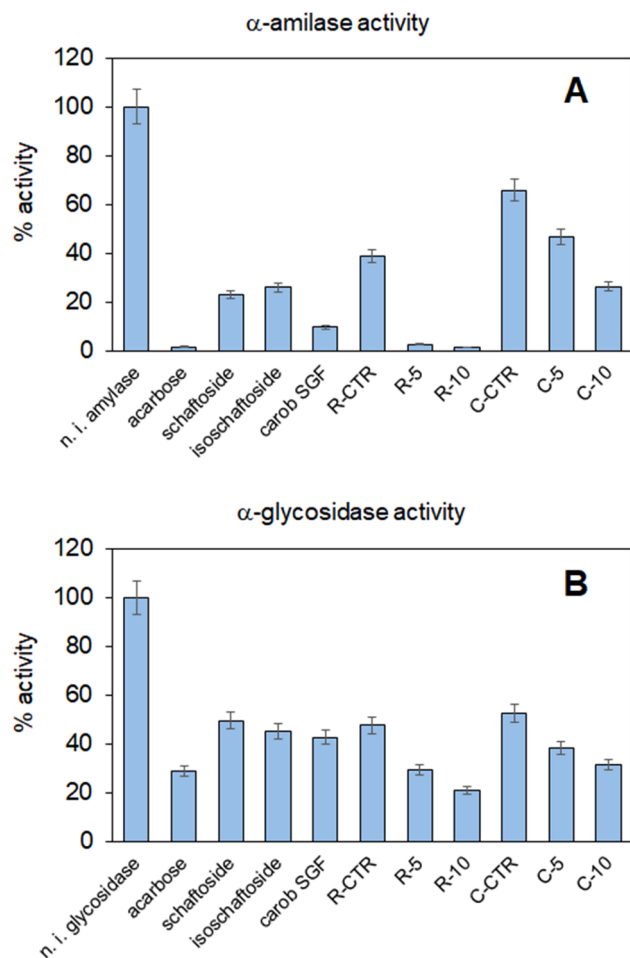 α-amilase activity
120
100
80
60
40
20
0
% activity
A
n. i. amylase
acarbose
schaftoside
isoschaftoside
carob SGF
R-CTR
R-5
R-10
C-CTR
C-5
C-10
α-glycosidase activity
120
100
80
60
40
20
0
% activity
B
n. i. glycosidase
acarbose
schaftoside
isoschaftoside
carob SGF
R-CTR
R-5
R-10
C-CTR
C-5
C-10